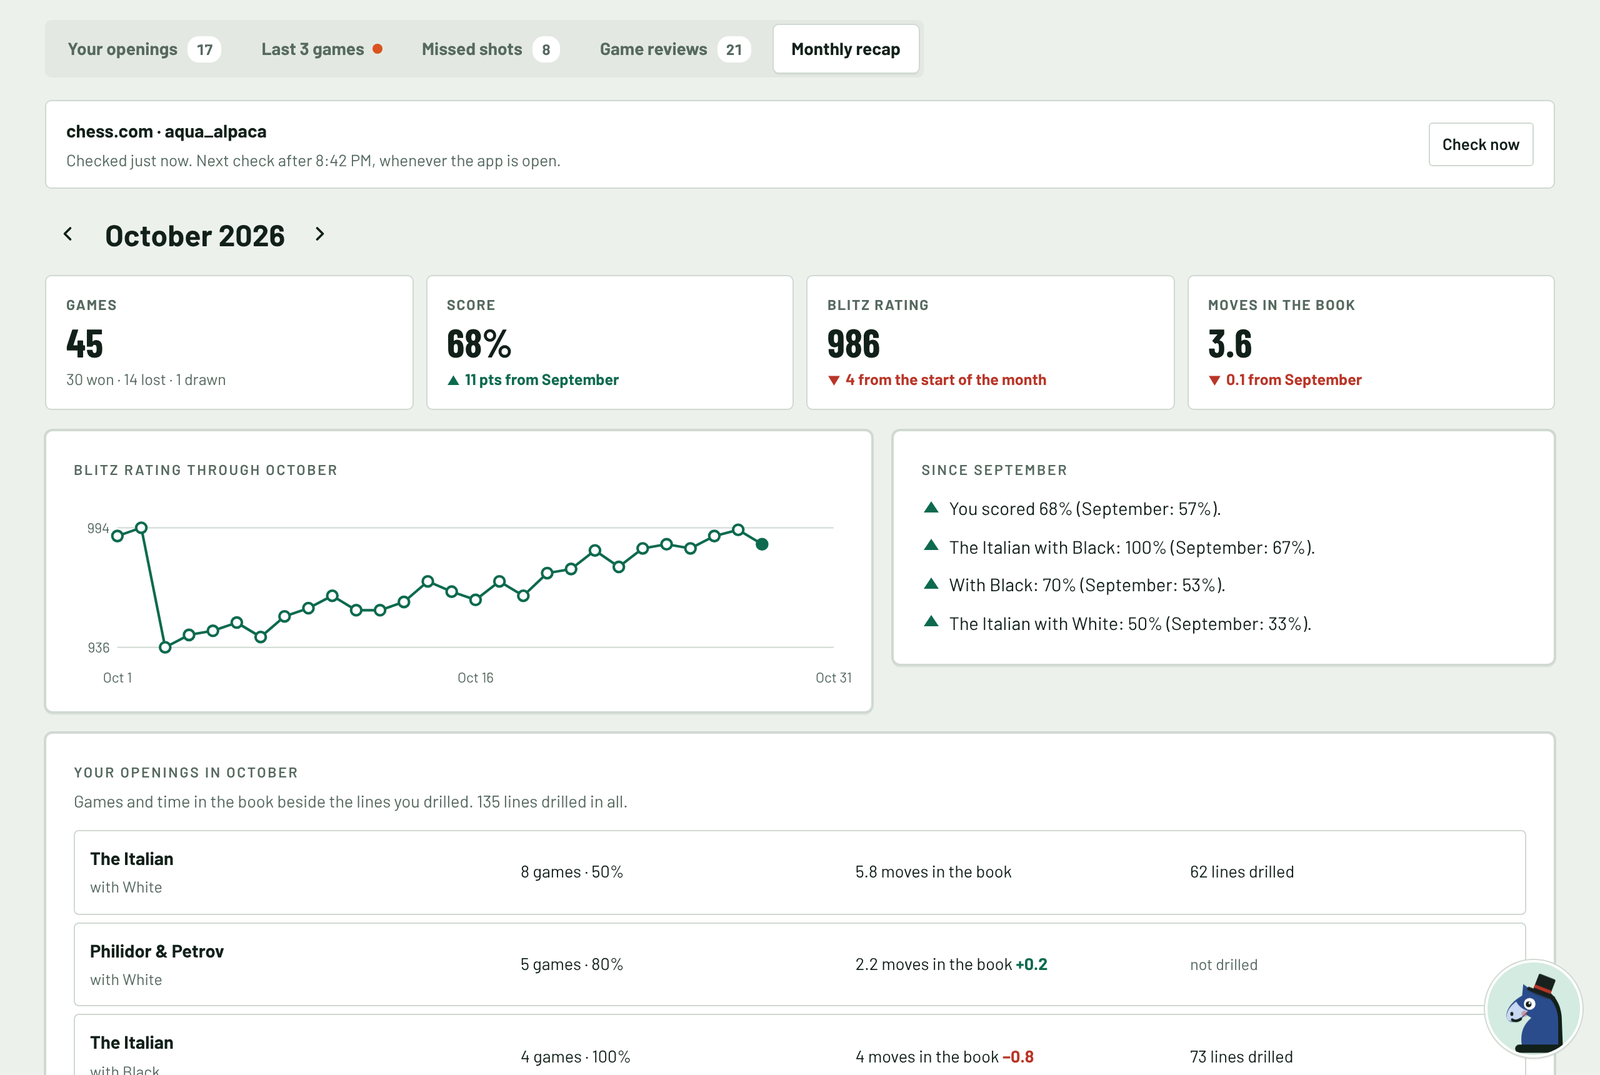 Your openings 17 Last 3 games Missed shots 8 Game reviews 21 Monthly recap
chess.com · aqua_alpaca
Checked just now. Next check after 8:42 PM, whenever the app is open.
Check now
October 2026
GAMES
45
30 won · 14 lost · 1 drawn
SCORE
68%
▲ 11 pts from September
BLITZ RATING
986
▼ 4 from the start of the month
MOVES IN THE BOOK
3.6
▼ 0.1 from September
BLITZ RATING THROUGH OCTOBER
994
936
Oct 1 Oct 16 Oct 31
SINCE SEPTEMBER
▲ You scored 68% (September: 57%).
▲ The Italian with Black: 100% (September: 67%).
▲ With Black: 70% (September: 53%).
▲ The Italian with White: 50% (September: 33%).
YOUR OPENINGS IN OCTOBER
Games and time in the book beside the lines you drilled. 135 lines drilled in all.
The Italian
with White
8 games · 50%
5.8 moves in the book
62 lines drilled
Philidor & Petrov
with White
5 games · 80%
2.2 moves in the book +0.2
not drilled
The Italian
with Black
4 games · 100%
4 moves in the book −0.8
73 lines drilled